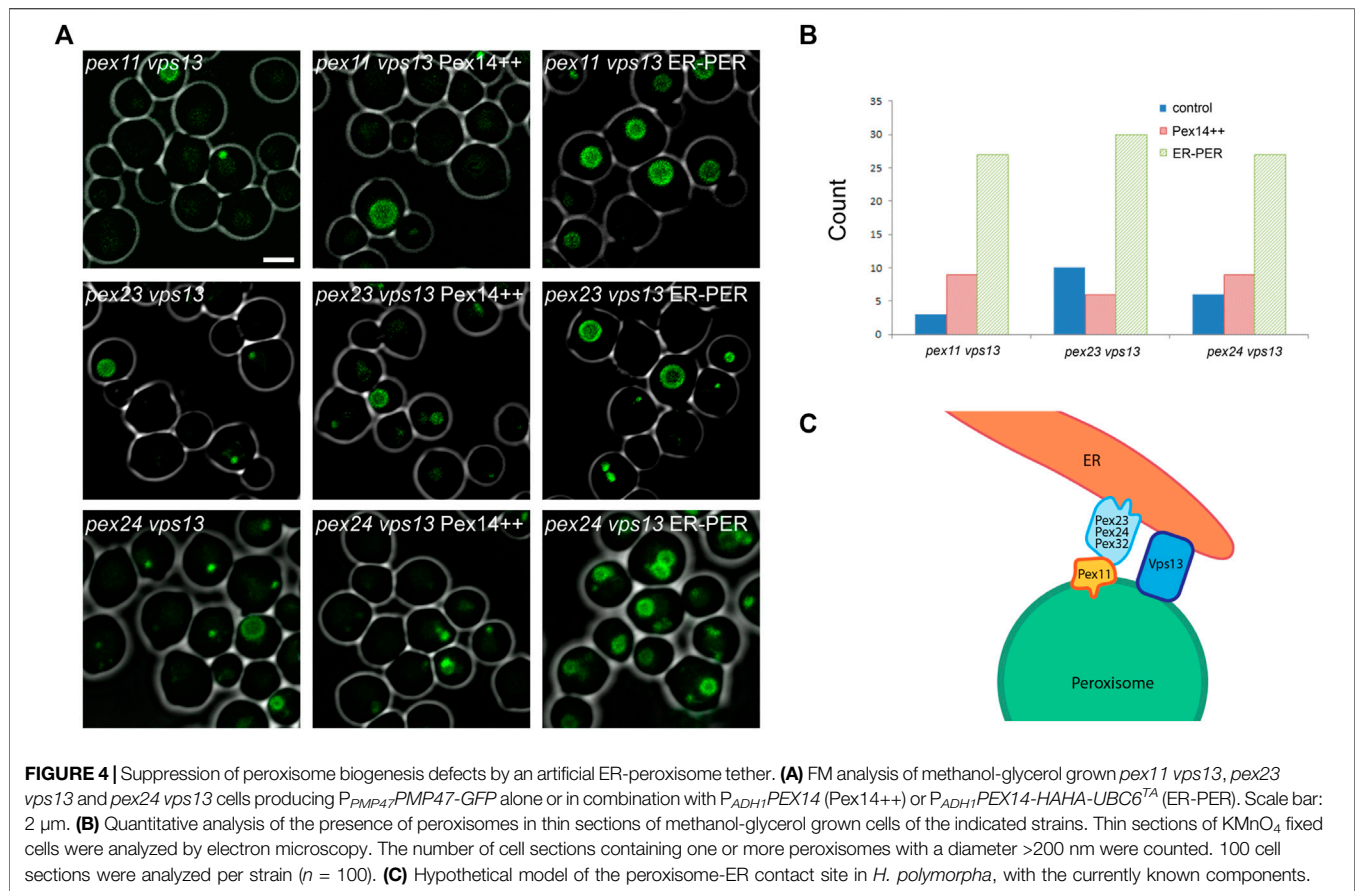 A
pex11 vps13
pex11 vps13 Pex14++
pex11 vps13 ER-PER
pex23 vps13
pex23 vps13 Pex14++
pex23 vps13 ER-PER
pex24 vps13
pex24 vps13 Pex14++
pex24 vps13 ER-PER
B
control
Pex14++
ER-PER
Count
35
30
25
20
15
10
5
0
pex11 vps13
pex23 vps13
pex24 vps13
C
ER
Pex23
Pex24
Pex32
Pex11
Vps13
Peroxisome
FIGURE 4 | Suppression of peroxisome biogenesis defects by an artificial ER-peroxisome tether. (A) FM analysis of methanol-glycerol grown pex11 vps13, pex23
vps13 and pex24 vps13 cells producing P_PMP47PMP47-GFP alone or in combination with P_ADH1PEX14 (Pex14++) or P_ADH1PEX14-HAHA-UBC6^TA (ER-PER). Scale bar:
2 µm. (B) Quantitative analysis of the presence of peroxisomes in thin sections of methanol-glycerol grown cells of the indicated strains. Thin sections of KMnO₄ fixed
cells were analyzed by electron microscopy. The number of cell sections containing one or more peroxisomes with a diameter >200 nm were counted. 100 cell
sections were analyzed per strain (n = 100). (C) Hypothetical model of the peroxisome-ER contact site in H. polymorpha, with the currently known components.